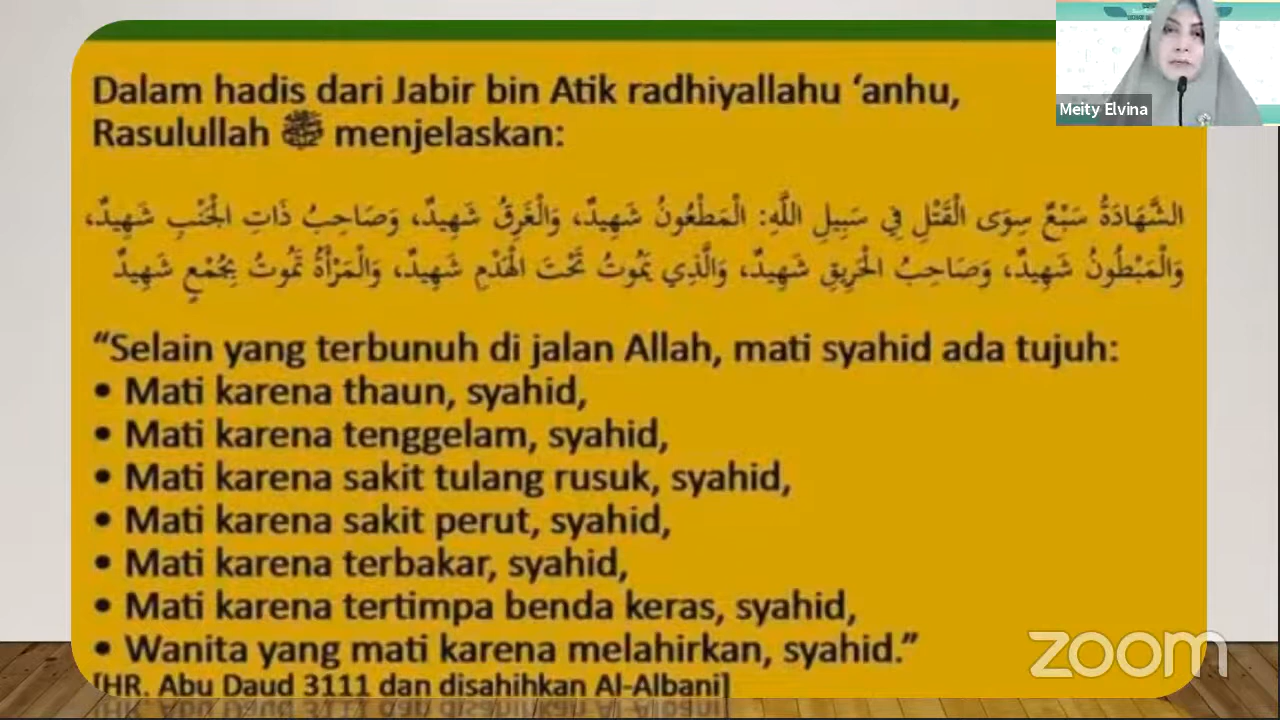 Meity Elvina
Dalam hadis dari Jabir bin Atik radhiyallahu ‘anhu,
Rasulullah ﷺ menjelaskan:
الشَّهَادَةُ سَبْعٌ سِوَى الْقَتْلِ فِي سَبِيلِ اللَّهِ: الْمَطْعُونُ شَهِيدٌ، وَالْغَرِقُ شَهِيدٌ، وَصَاحِبُ ذَاتِ الْجَنْبِ شَهِيدٌ،
وَالْمَبْطُونُ شَهِيدٌ، وَصَاحِبُ الْحَرِيقِ شَهِيدٌ، وَالَّذِي يَمُوتُ تَحْتَ الْهَدْمِ شَهِيدٌ، وَالْمَرْأَةُ تَمُوتُ بِجُمْعٍ شَهِيدٌ
“Selain yang terbunuh di jalan Allah, mati syahid ada tujuh:
• Mati karena thaun, syahid,
• Mati karena tenggelam, syahid,
• Mati karena sakit tulang rusuk, syahid,
• Mati karena sakit perut, syahid,
• Mati karena terbakar, syahid,
• Mati karena tertimpa benda keras, syahid,
• Wanita yang mati karena melahirkan, syahid.”
[HR. Abu Daud 3111 dan disahihkan Al-Albani]
zoom